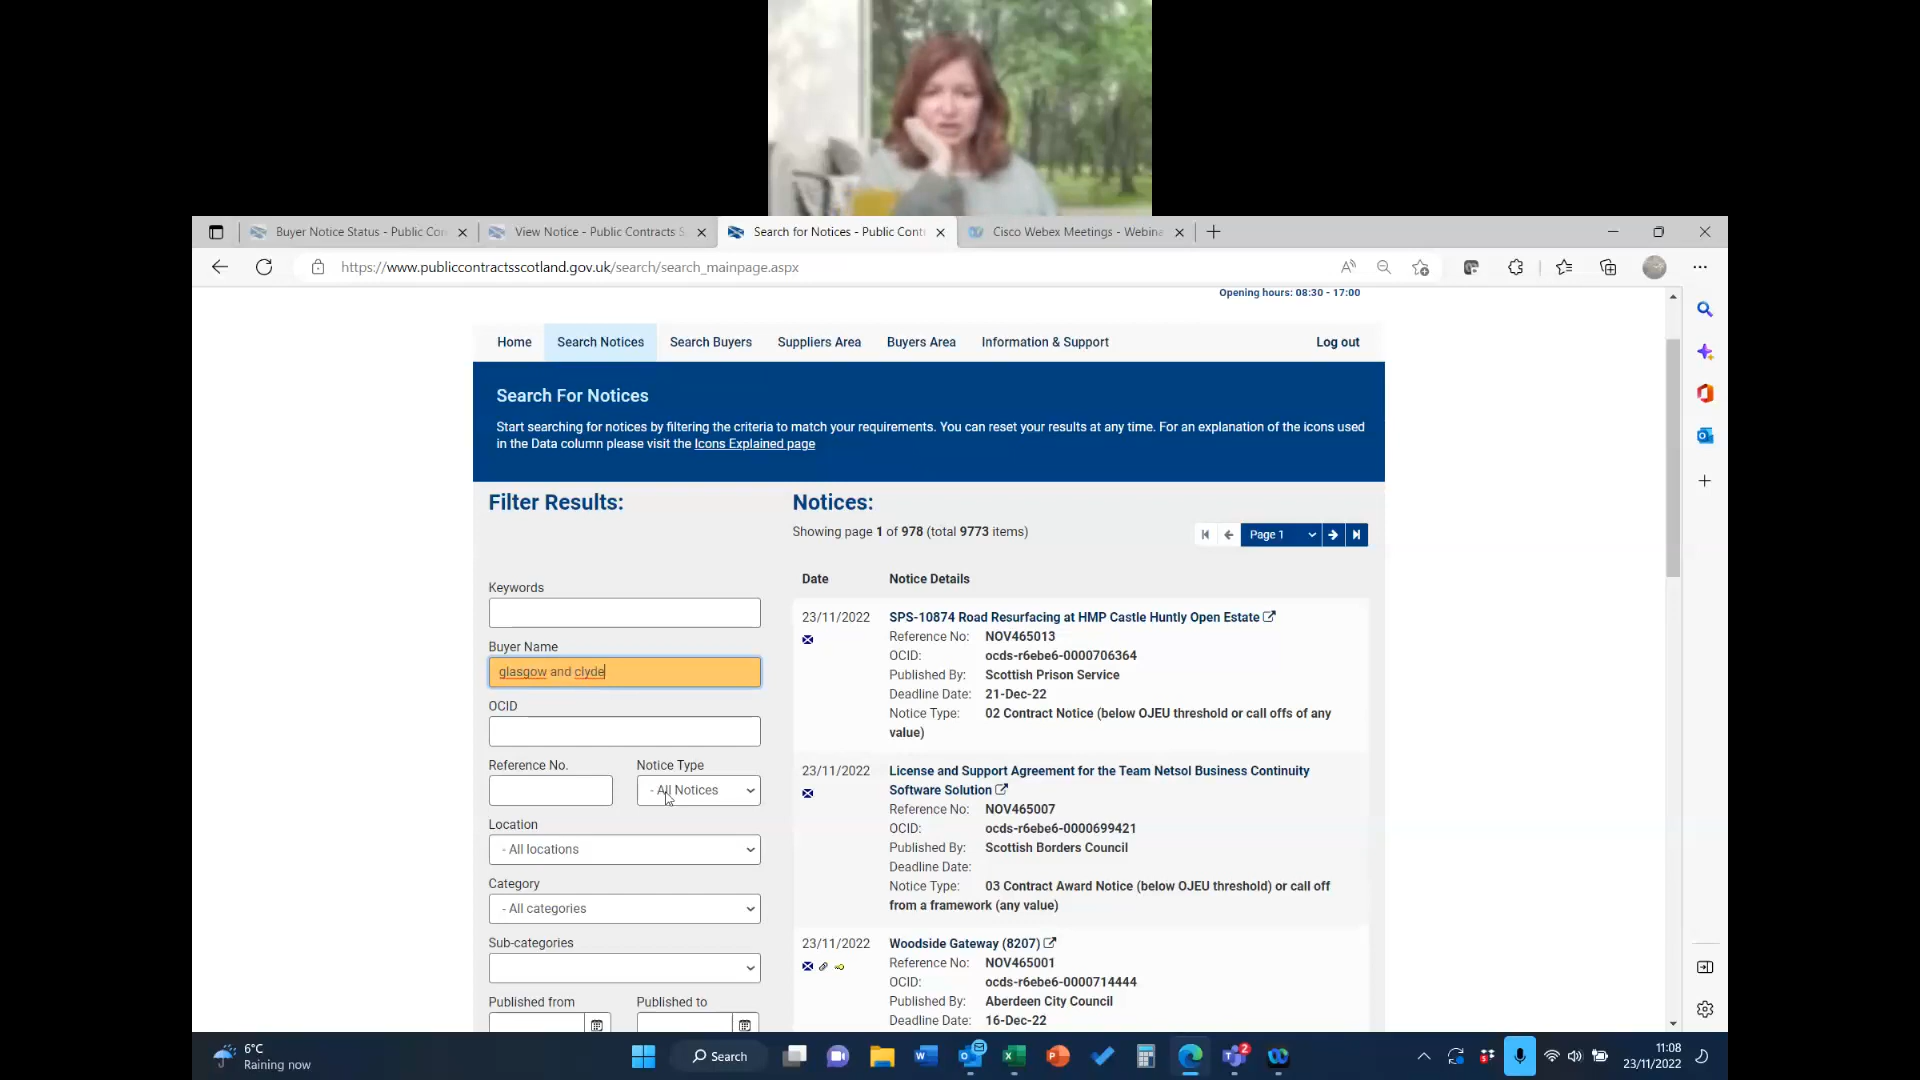 Buyer Notice Status - Public Con
View Notice - Public Contracts S
Search for Notices - Public Contr
Cisco Webex Meetings - Webina
https://www.publiccontractsscotland.gov.uk/search/search_mainpage.aspx
Opening hours: 08:30 - 17:00
Home
Search Notices
Search Buyers
Suppliers Area
Buyers Area
Information & Support
Log out
Search For Notices
Start searching for notices by filtering the criteria to match your requirements. You can reset your results at any time. For an explanation of the icons used
in the Data column please visit the Icons Explained page
Filter Results:
Keywords
Buyer Name
glasgow and clyde
OCID
Reference No.
Notice Type
- All Notices
Location
- All locations
Category
- All categories
Sub-categories
Published from
Published to
Notices:
Showing page 1 of 978 (total 9773 items)
Page 1
Date
Notice Details
23/11/2022
SPS-10874 Road Resurfacing at HMP Castle Huntly Open Estate
Reference No: NOV465013
OCID: ocds-r6ebe6-0000706364
Published By: Scottish Prison Service
Deadline Date: 21-Dec-22
Notice Type: 02 Contract Notice (below OJEU threshold or call offs of any
value)
23/11/2022
License and Support Agreement for the Team Netsol Business Continuity
Software Solution
Reference No: NOV465007
OCID: ocds-r6ebe6-0000699421
Published By: Scottish Borders Council
Deadline Date:
Notice Type: 03 Contract Award Notice (below OJEU threshold) or call off
from a framework (any value)
23/11/2022
Woodside Gateway (8207)
Reference No: NOV465001
OCID: ocds-r6ebe6-0000714444
Published By: Aberdeen City Council
Deadline Date: 16-Dec-22
6°C
Raining now
Search
2
11:08
23/11/2022